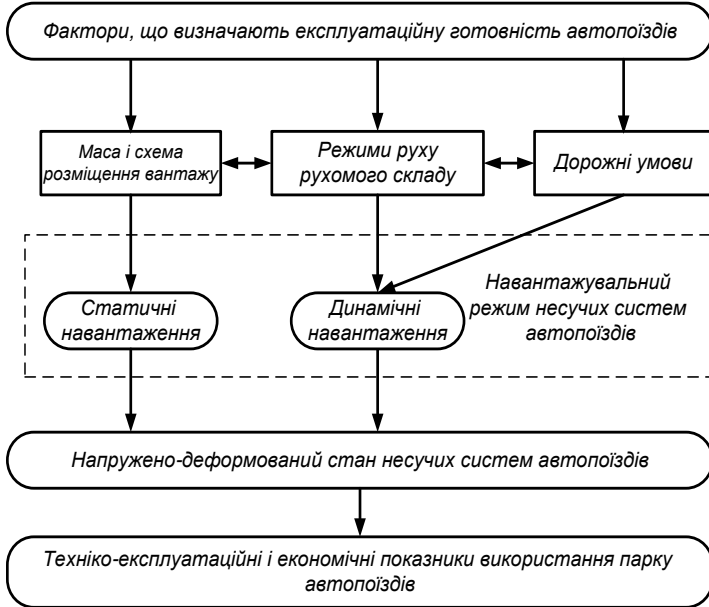 Фактори, що визначають експлуатаційну готовність автопоїздів
Маса і схема
розміщення вантажу
Режими руху
рухомого складу
Дорожні умови
Навантажувальний
режим несучих систем
автопоїздів
Статичні
навантаження
Динамічні
навантаження
Напружено-деформований стан несучих систем автопоїздів
Техніко-експлуатаційні і економічні показники використання парку
автопоїздів